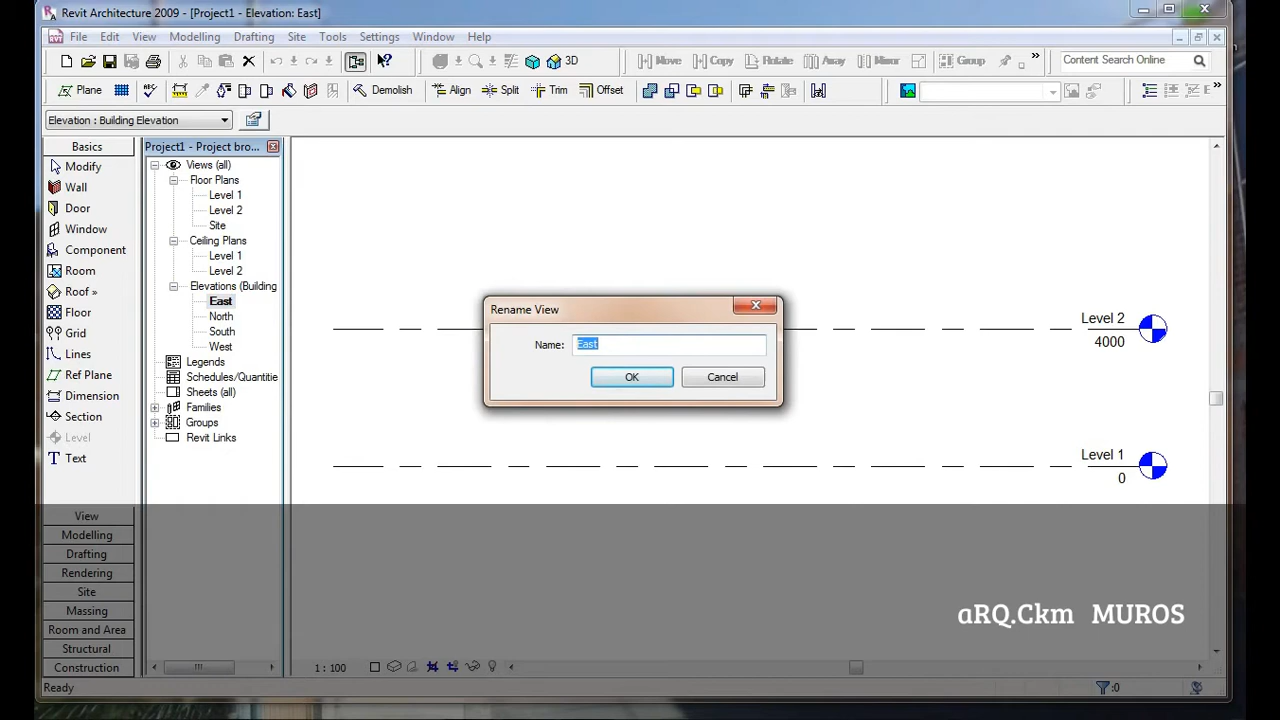 Revit Architecture 2009 - [Project1 - Elevation: East]
File Edit View Modelling Drafting Site Tools Settings Window Help
3D Move Copy Rotate Array Mirror Group Content Search Online
Plane Demolish Align Split Trim Offset
Elevation : Building Elevation
Basics
Modify
Wall
Door
Window
Component
Room
Roof »
Floor
Grid
Lines
Ref Plane
Dimension
Section
Level
Text
View
Modelling
Drafting
Rendering
Site
Massing
Room and Area
Structural
Construction
Project1 - Project bro...
Views (all)
Floor Plans
Level 1
Level 2
Site
Ceiling Plans
Level 1
Level 2
Elevations (Building
East
North
South
West
Legends
Schedules/Quantitie
Sheets (all)
Families
Groups
Revit Links
Rename View
Name: East
OK Cancel
Level 2
4000
Level 1
0
aRQ.Ckm MUROS
1 : 100
Ready
:0